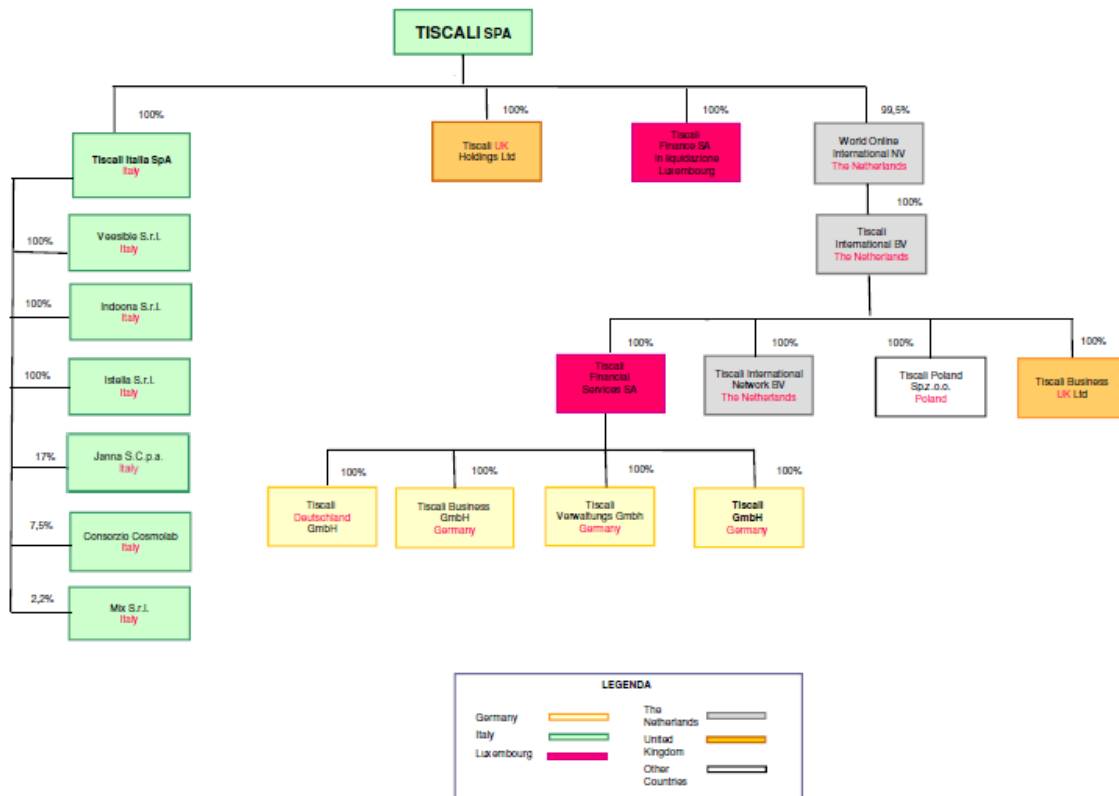 TISCALI SPA
100%
100%
100%
99,5%
Tiscali Italia SpA
Italy
Tiscali UK
Holdings Ltd
Tiscali
Finance SA
in liquidazione
Luxembourg
World Online
International NV
The Netherlands
100%
100%
Veesible S.r.l.
Italy
Tiscali
International BV
The Netherlands
100%
Indoona S.r.l.
Italy
100%
100%
100%
100%
100%
Istella S.r.l.
Italy
Tiscali
Financial
Services SA
Tiscali International
Network BV
The Netherlands
Tiscali Poland
Sp.z.o.o.
Poland
Tiscali Business
UK Ltd
17%
Janna S.C.p.a.
Italy
100%
100%
100%
100%
Tiscali
Deutschland
GmbH
Tiscali Business
GmbH
Germany
Tiscali
Verwaltungs Gmbh
Germany
Tiscali
GmbH
Germany
7,5%
Consorzio Cosmolab
Italy
2,2%
Mix S.r.l.
Italy
LEGENDA
Germany
Italy
Luxembourg
The
Netherlands
United
Kingdom
Other
Countries